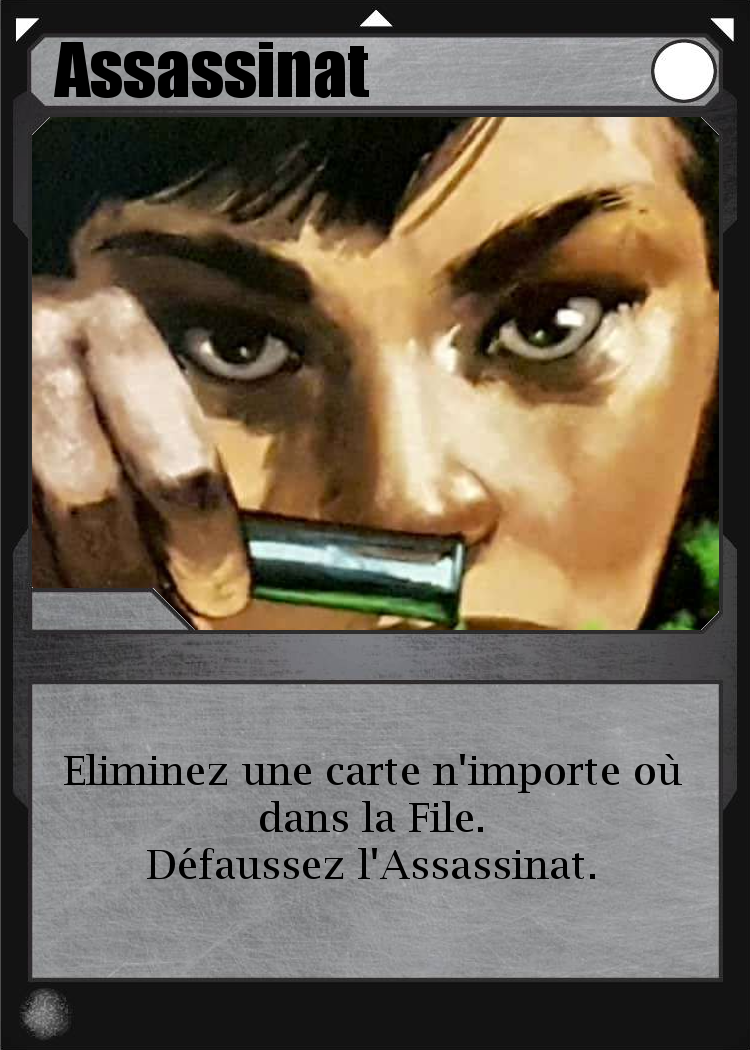 Assassinat
Eliminez une carte n'importe où
dans la File.
Défaussez l'Assassinat.